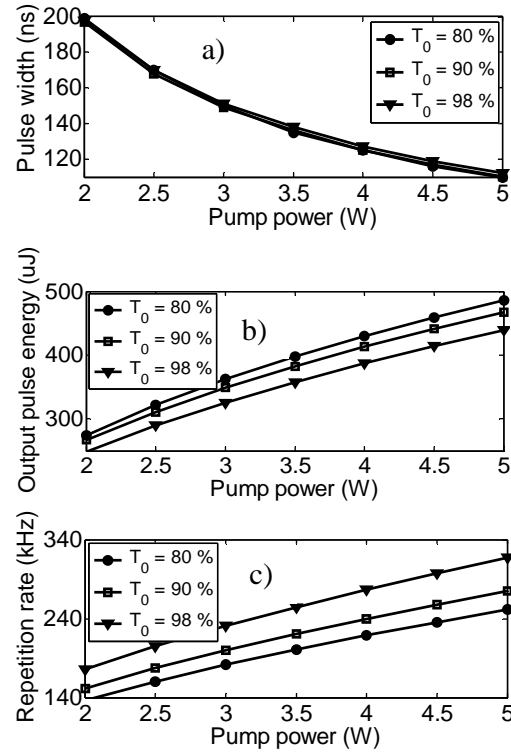 200
180
160
140
120
Pulse width (ns)
a)
T0 = 80 %
T0 = 90 %
T0 = 98 %
2 2.5 3 3.5 4 4.5 5
Pump power (W)
500
400
300
Output pulse energy (uJ)
T0 = 80 %
T0 = 90 %
T0 = 98 %
b)
2 2.5 3 3.5 4 4.5 5
Pump power (W)
340
240
140
Repetition rate (kHz)
T0 = 80 %
T0 = 90 %
T0 = 98 %
c)
2 2.5 3 3.5 4 4.5 5
Pump power (W)